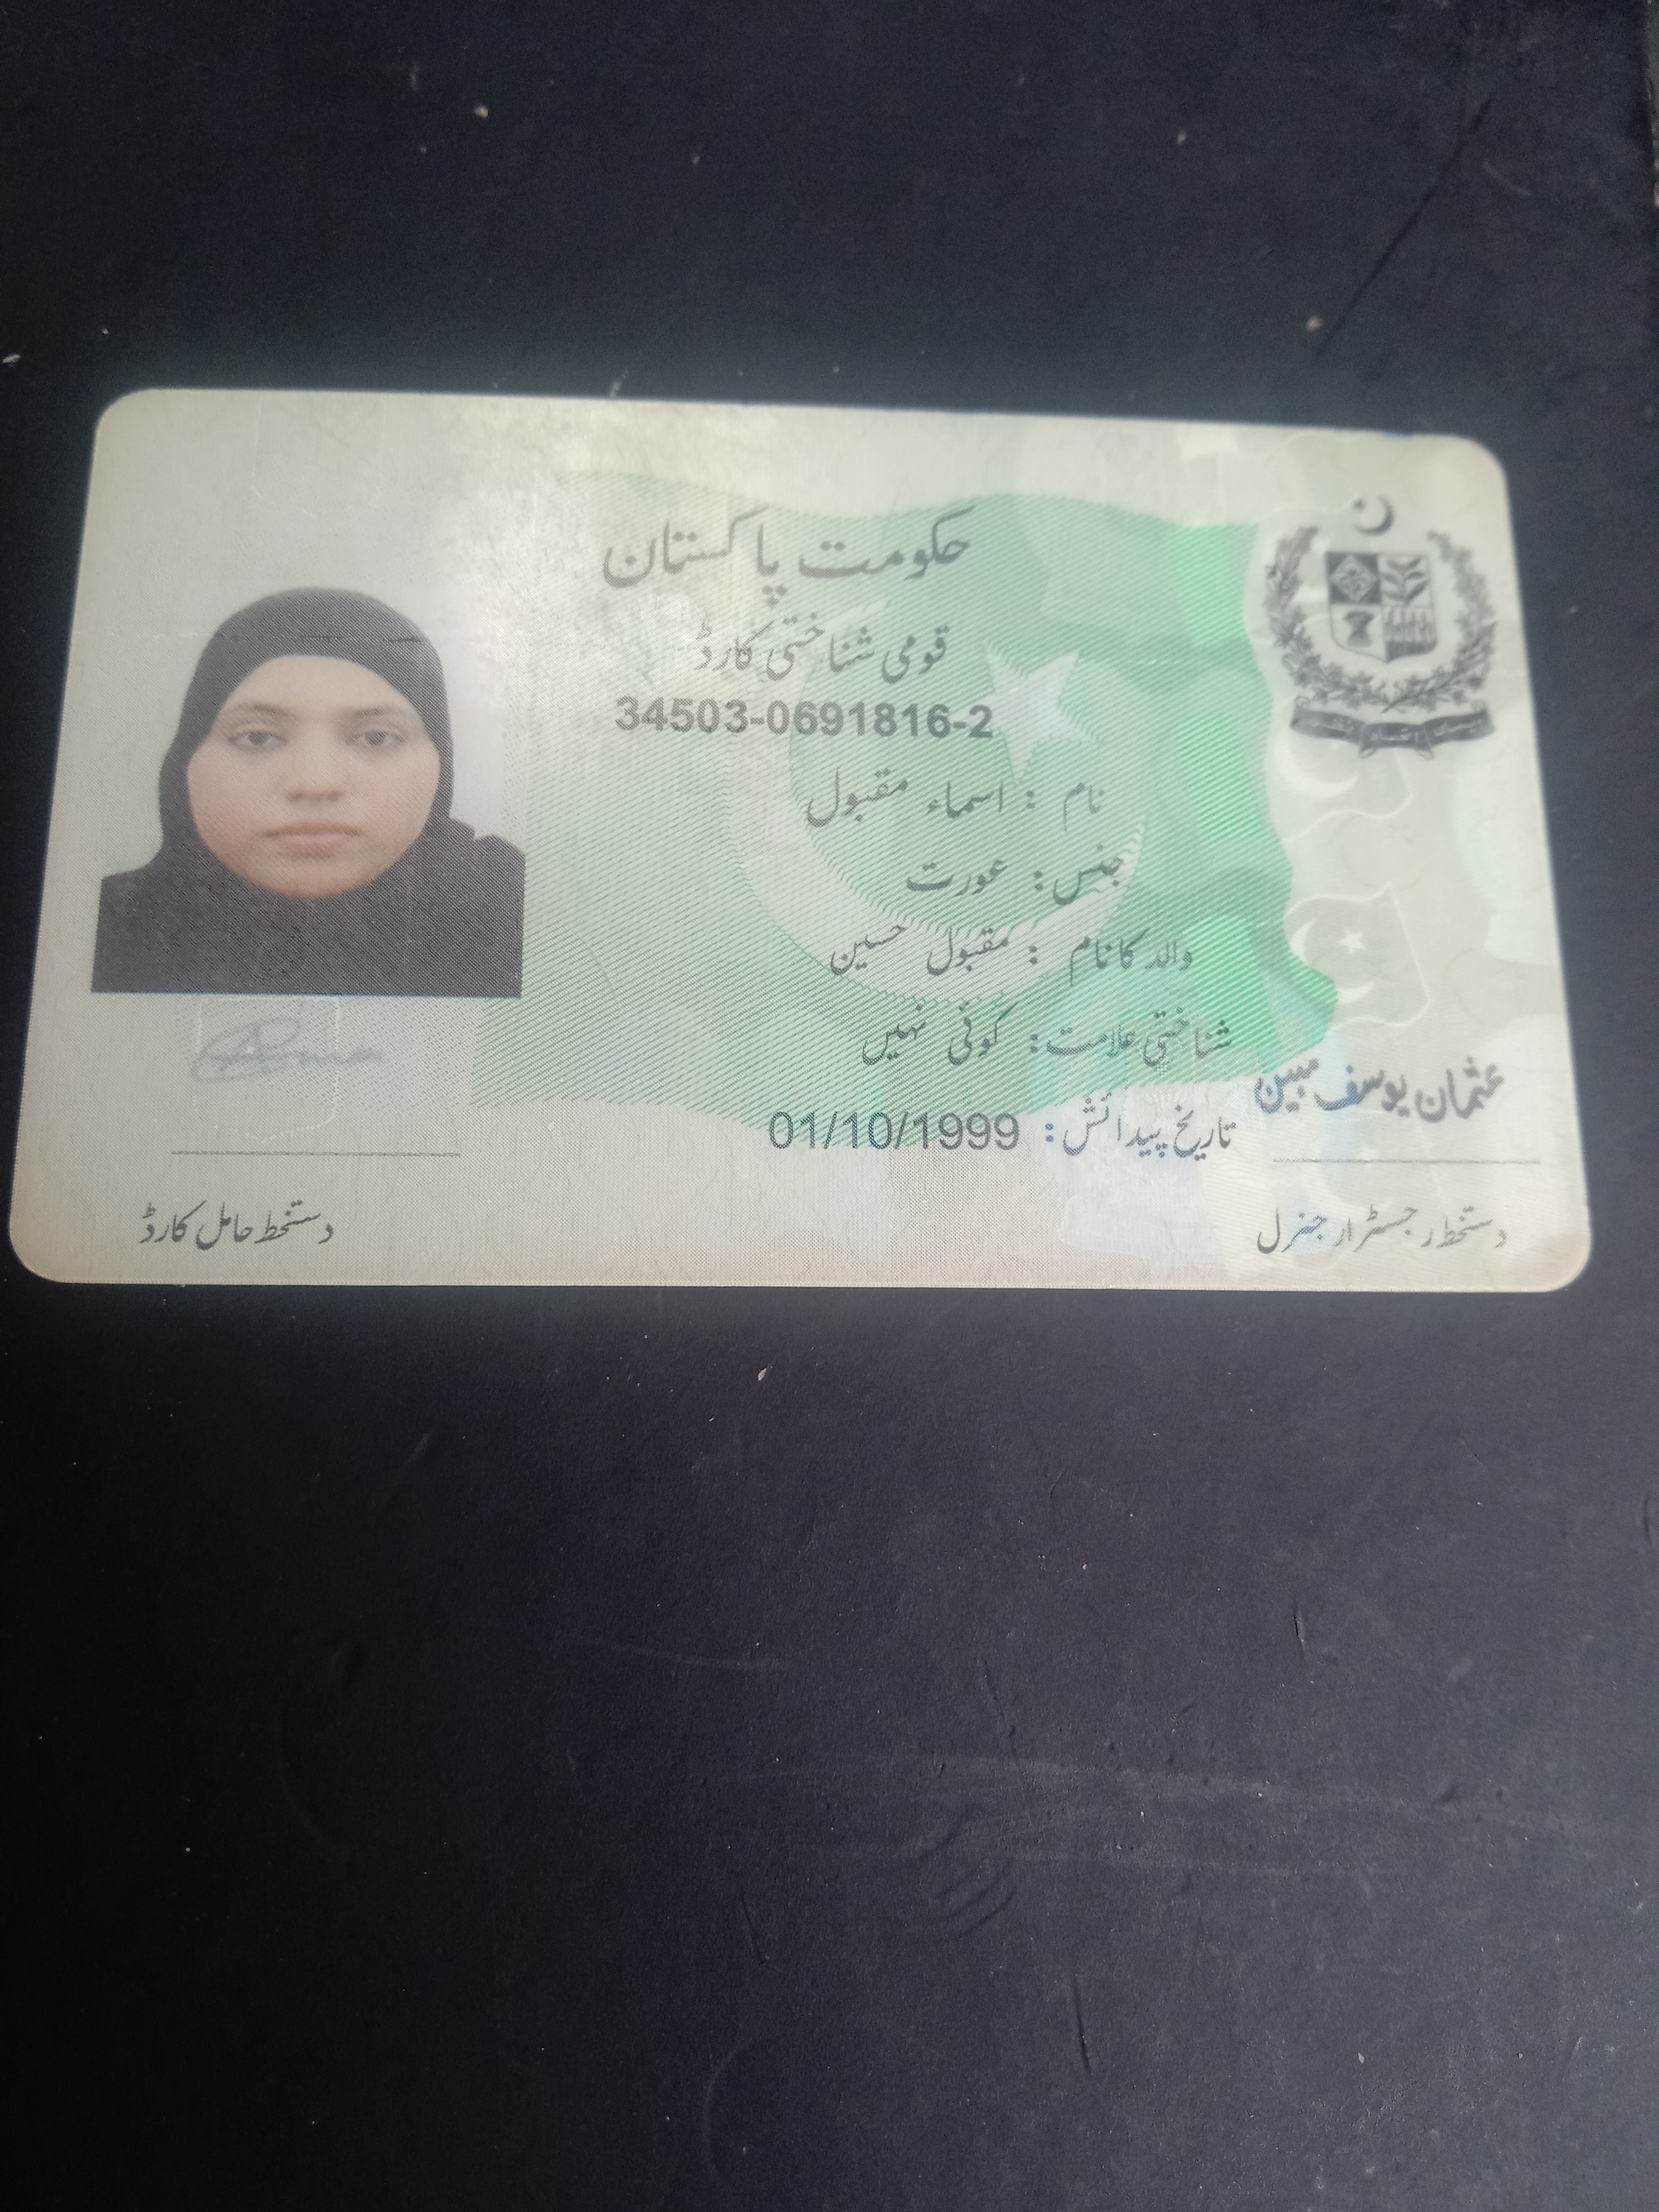 حکومت پاکستان
قومی شناختی کارڈ
34503-0691816-2
نام : اسماء مقبول
جنس: عورت
والد کا نام : مقبول حسین
شناختی علامت: کوئی نہیں
تاریخ پیدائش: 01/10/1999
عثمان یوسف مبین
دستخط رجسٹرار جنرل
دستخط حامل کارڈ